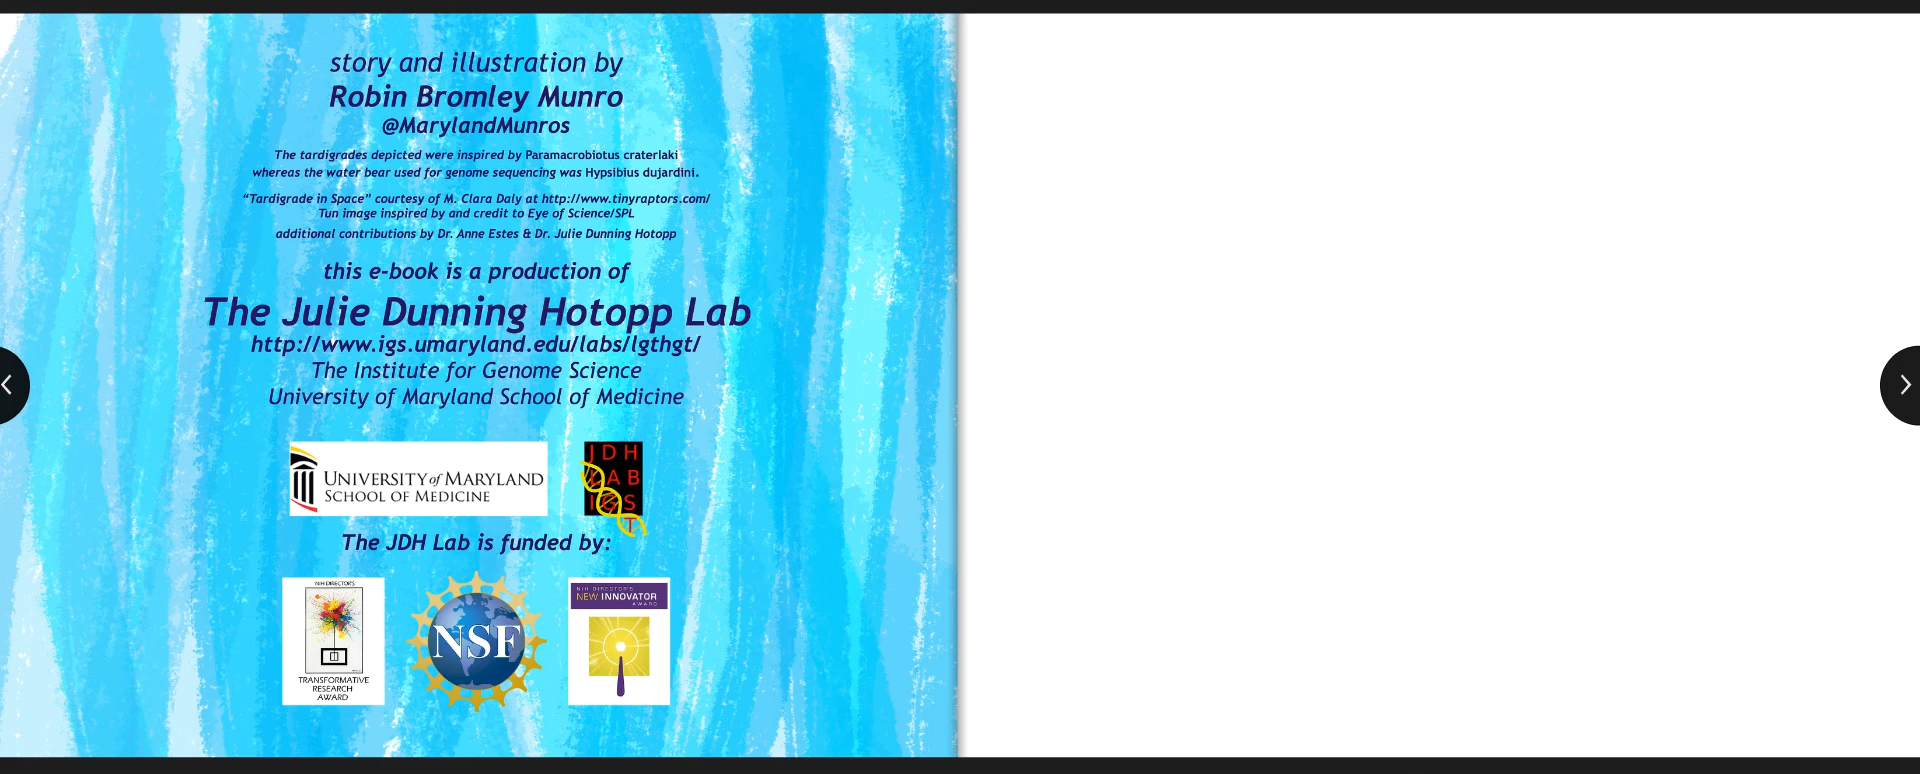 story and illustration by
Robin Bromley Munro
@MarylandMunros
The tardigrades depicted were inspired by Paramacrobiotus craterlaki
whereas the water bear used for genome sequencing was Hypsibius dujardini.
“Tardigrade in Space” courtesy of M. Clara Daly at http://www.tinyraptors.com/
Tun image inspired by and credit to Eye of Science/SPL
additional contributions by Dr. Anne Estes & Dr. Julie Dunning Hotopp
this e-book is a production of
The Julie Dunning Hotopp Lab
http://www.igs.umaryland.edu/labs/lgthgt/
The Institute for Genome Science
University of Maryland School of Medicine
UNIVERSITY of MARYLAND
SCHOOL OF MEDICINE
JDH
LAB
IGS
T
The JDH Lab is funded by:
NIH DIRECTOR'S
TRANSFORMATIVE
RESEARCH
AWARD
NSF
NIH DIRECTOR'S
NEW INNOVATOR
AWARD